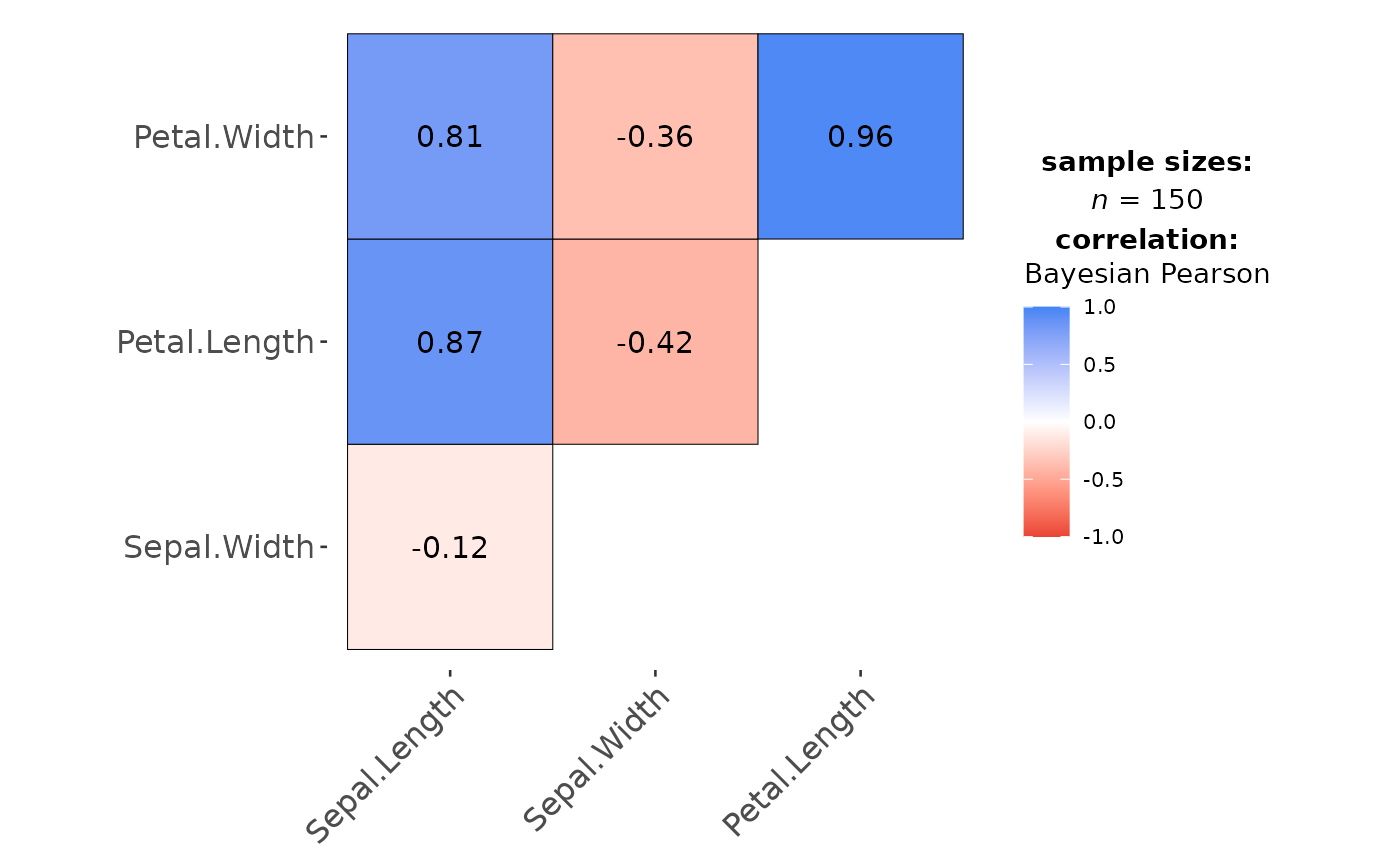 Petal.Width
0.81
-0.36
0.96
Petal.Length
0.87
-0.42
Sepal.Width
-0.12
Sepal.Length
Sepal.Width
Petal.Length
sample sizes:
n = 150
correlation:
Bayesian Pearson
1.0
0.5
0.0
-0.5
-1.0